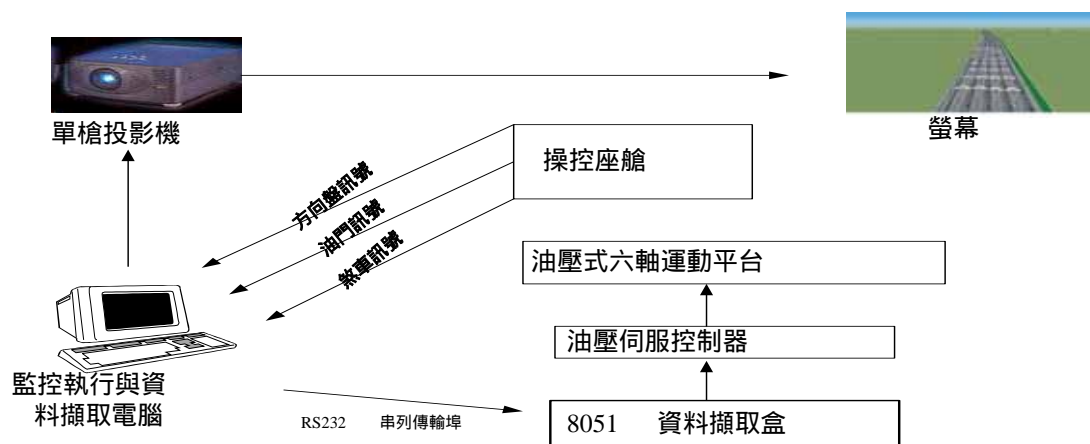 單槍投影機
螢幕
操控座艙
方向盤訊號
油門訊號
煞車訊號
油壓式六軸運動平台
油壓伺服控制器
監控執行與資
料擷取電腦
RS232 串列傳輸埠
8051 資料擷取盒